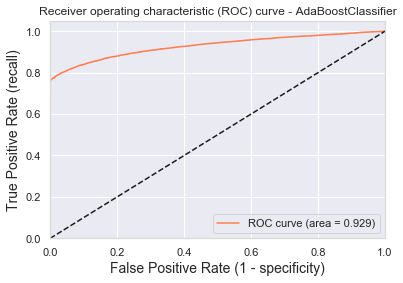 Receiver operating characteristic (ROC) curve - AdaBoostClassifier
True Positive Rate (recall)
1.0
0.8
0.6
0.4
0.2
0.0
ROC curve (area = 0.929)
0.0 0.2 0.4 0.6 0.8 1.0
False Positive Rate (1 - specificity)